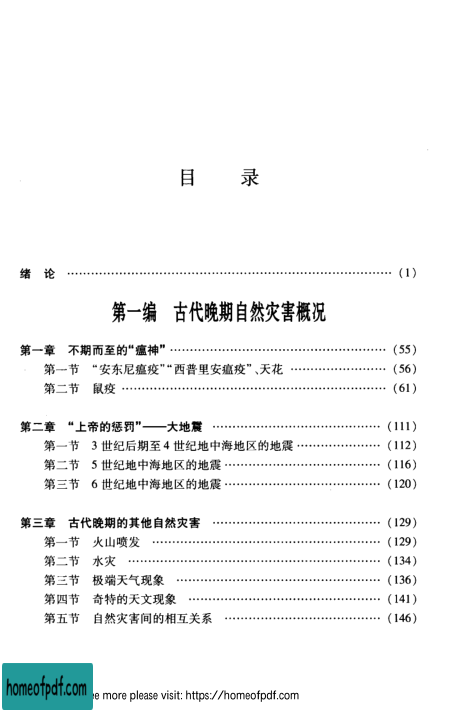 目 录
绪 论 ……………………………………………………………… (1)
第一编 古代晚期自然灾害概况
第一章 不期而至的“瘟神” ………………………………………… (55)
第一节 “安东尼瘟疫”“西普里安瘟疫”、天花 ………………… (56)
第二节 鼠疫 ……………………………………………………… (61)
第二章 “上帝的惩罚”——大地震 ……………………………… (111)
第一节 3世纪后期至4世纪地中海地区的地震 ……………… (112)
第二节 5世纪地中海地区的地震 ……………………………… (116)
第三节 6世纪地中海地区的地震 ……………………………… (120)
第三章 古代晚期的其他自然灾害 ……………………………… (129)
第一节 火山喷发 ………………………………………………… (129)
第二节 水灾 ……………………………………………………… (134)
第三节 极端天气现象 …………………………………………… (136)
第四节 奇特的天文现象 ………………………………………… (141)
第五节 自然灾害间的相互关系 ………………………………… (146)
homeofpdf.com
more please visit: https://homeofpdf.com